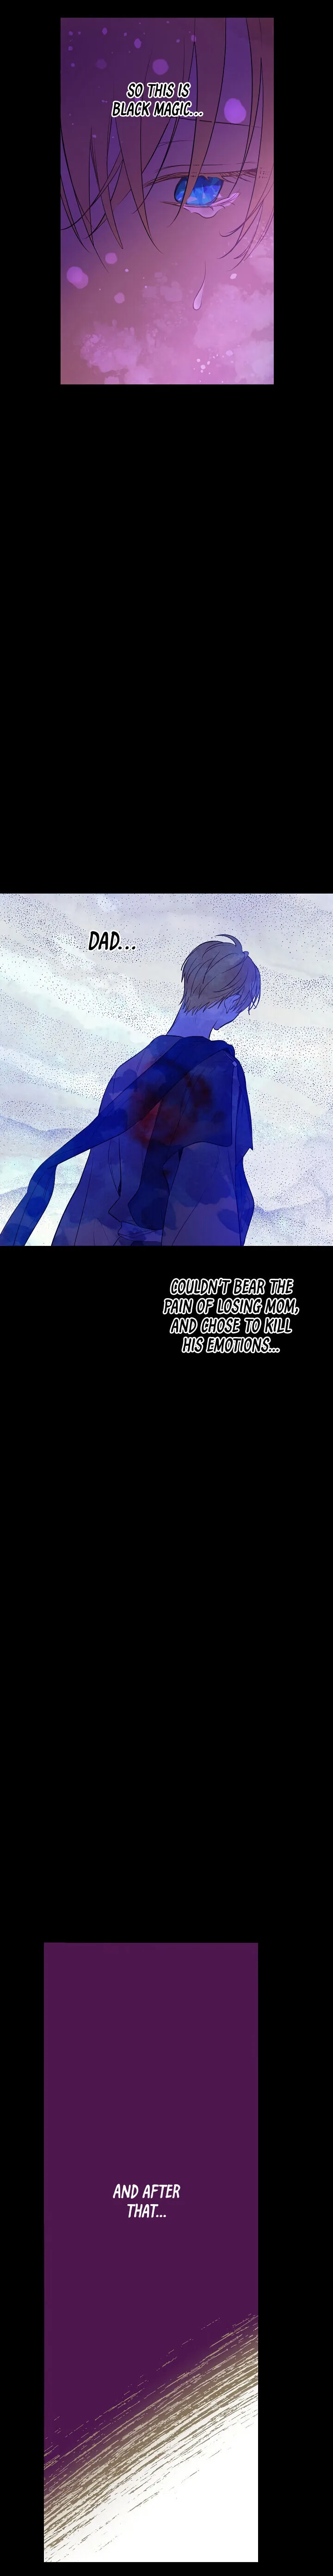 SO THIS IS
BLACK MAGIC...
DAD...
COULDN'T BEAR THE
PAIN OF LOSING MOM,
AND CHOSE TO KILL
HIS EMOTIONS...
AND AFTER
THAT...